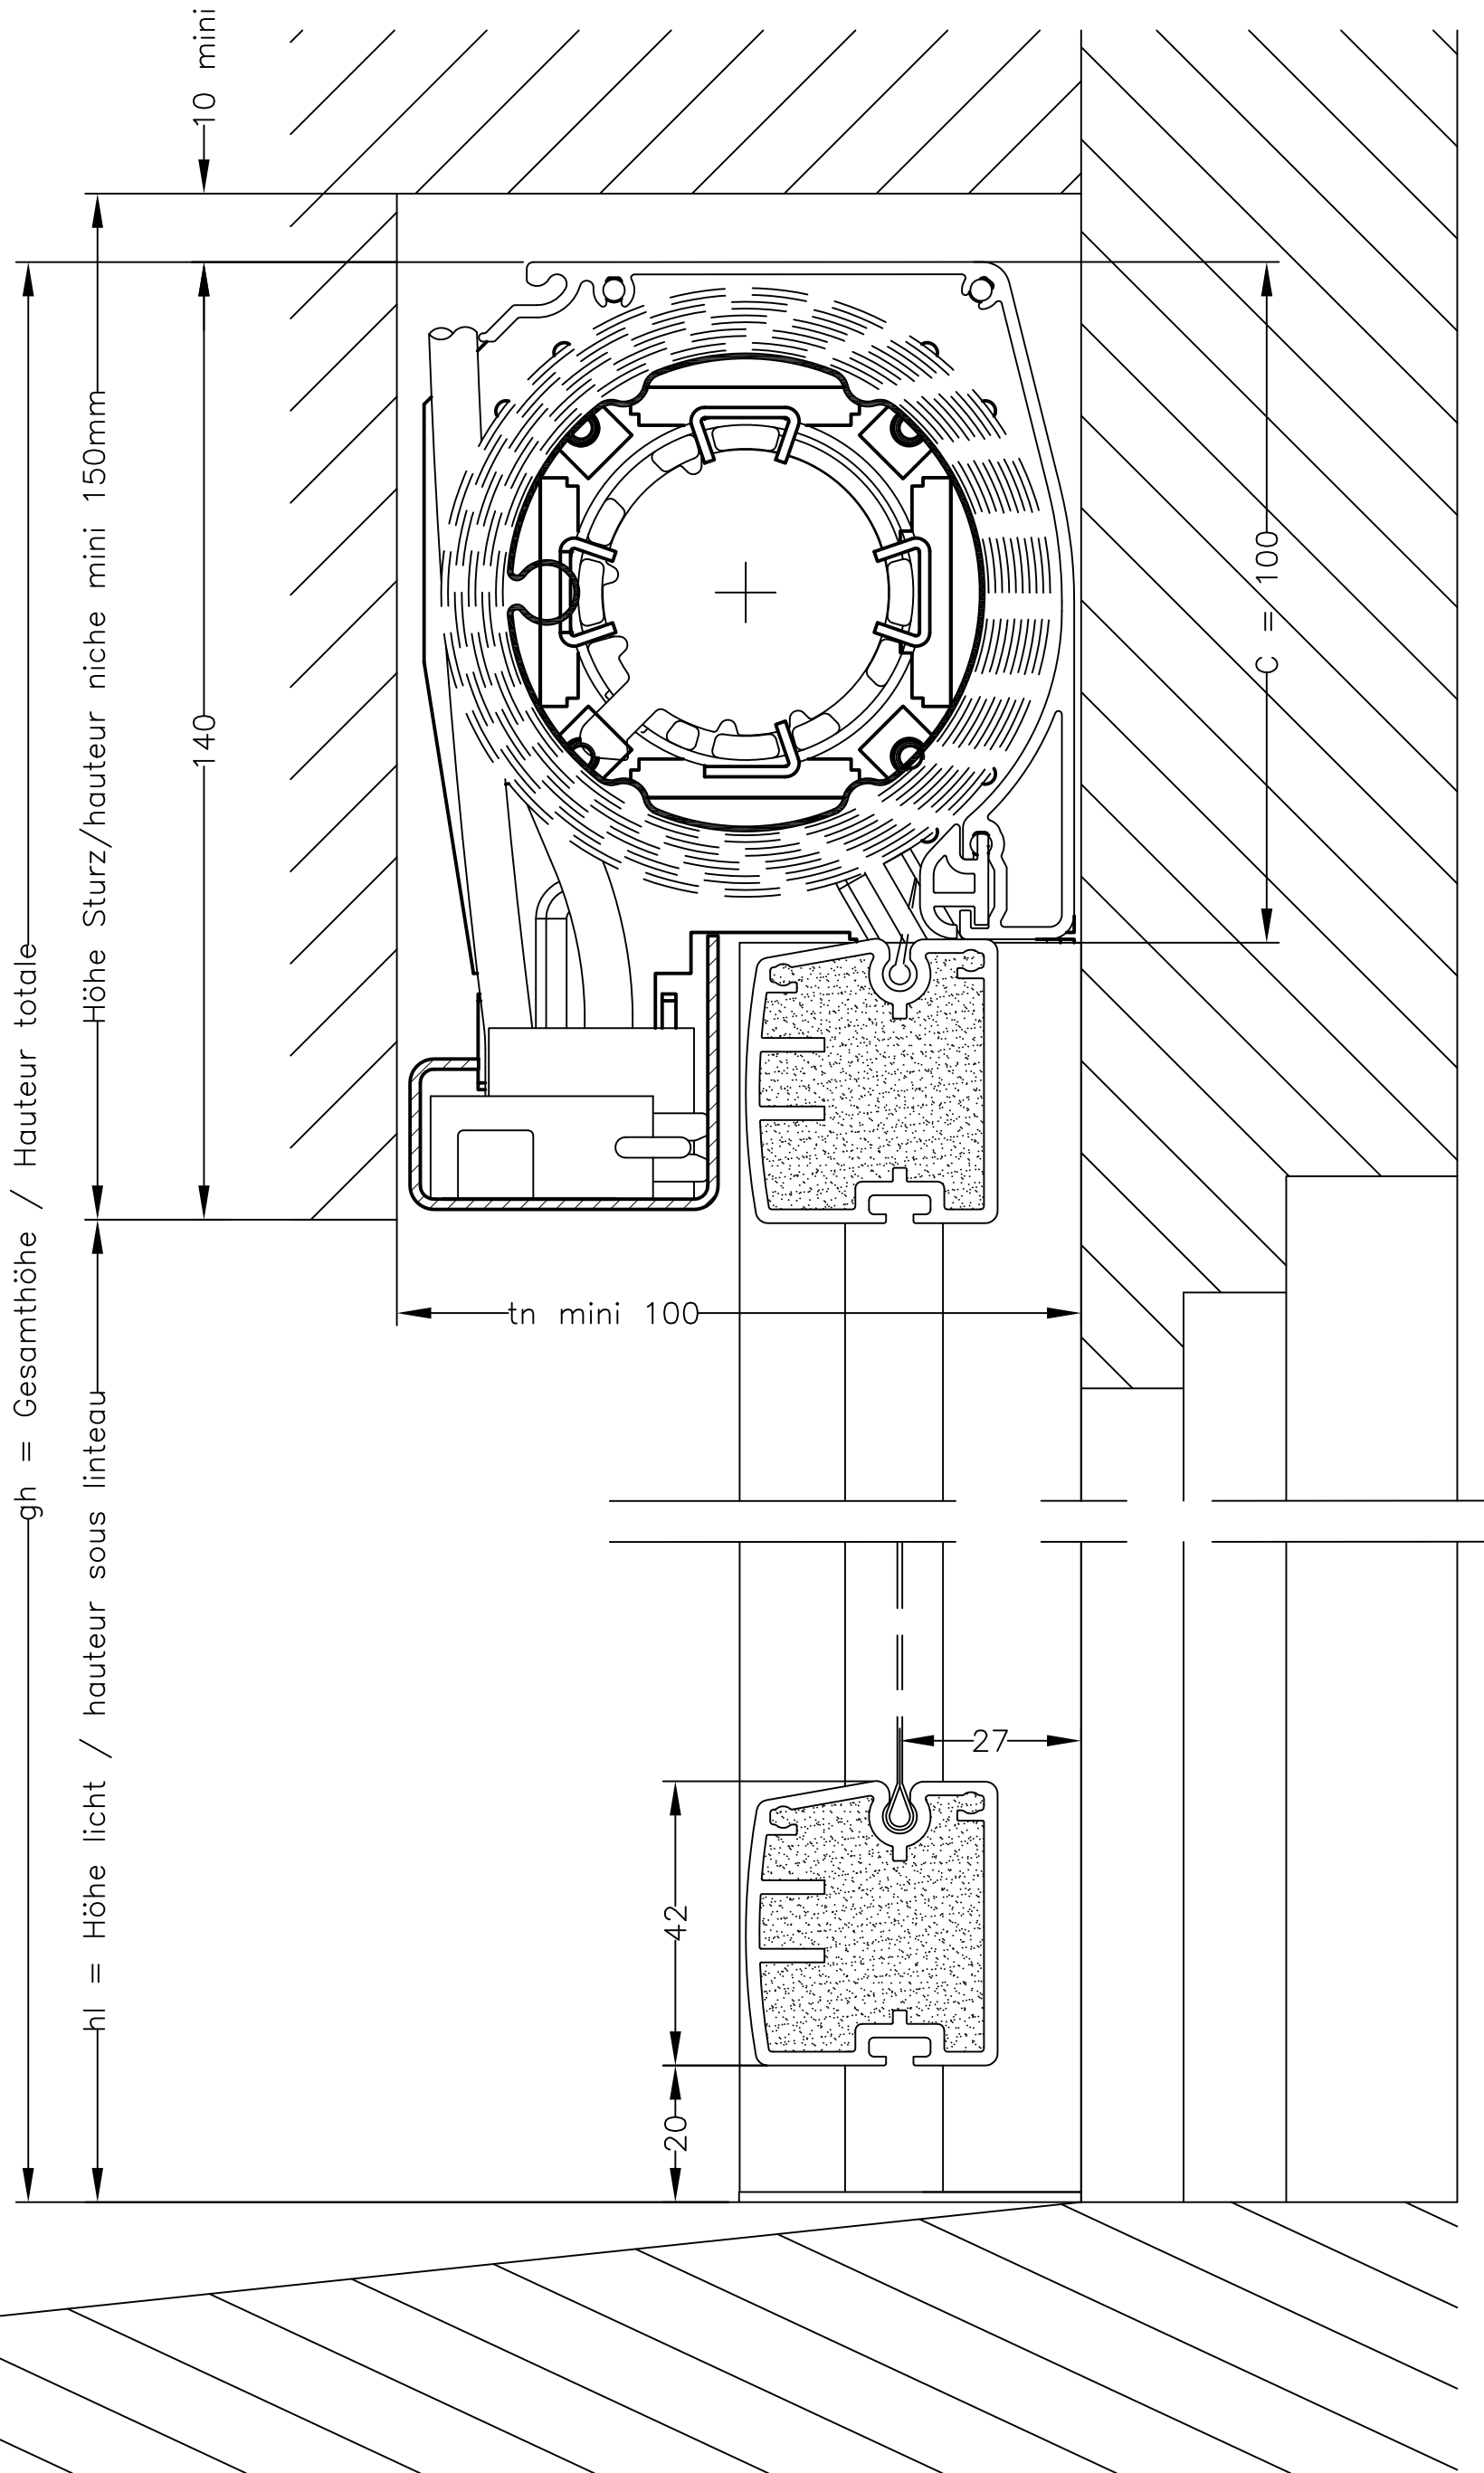 10 mini
gh = Gesamthöhe / Hauteur totale
Höhe Sturz/hauteur niche mini 150mm
140
C = 100
tn mini 100
hl = Höhe licht / hauteur sous linteau
27
42
20